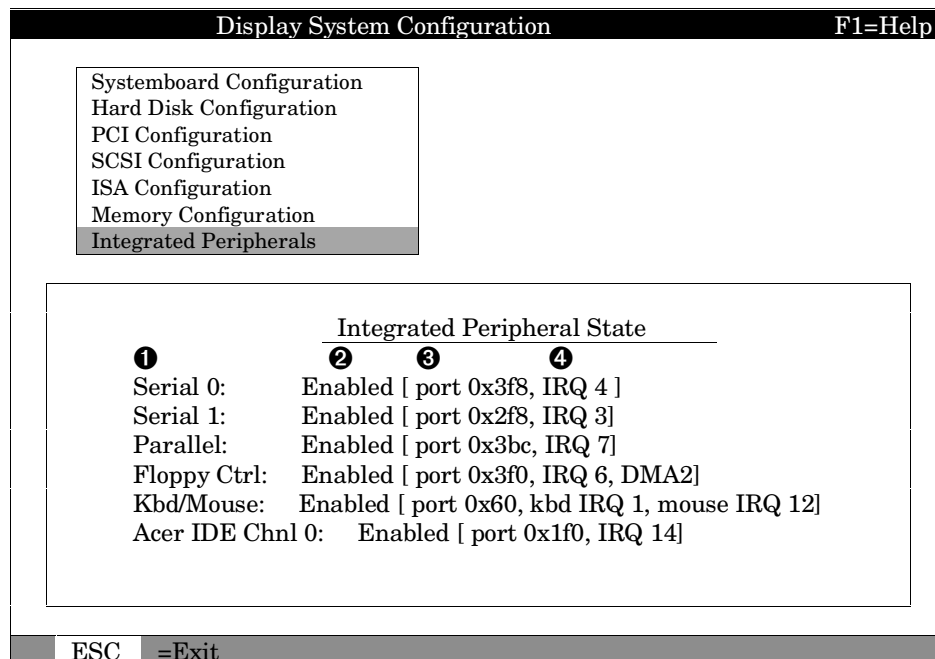 Display System Configuration F1=Help
Systemboard Configuration
Hard Disk Configuration
PCI Configuration
SCSI Configuration
ISA Configuration
Memory Configuration
Integrated Peripherals
Integrated Peripheral State
❶ ❷ ❸ ❹
Serial 0: Enabled [ port 0x3f8, IRQ 4 ]
Serial 1: Enabled [ port 0x2f8, IRQ 3]
Parallel: Enabled [ port 0x3bc, IRQ 7]
Floppy Ctrl: Enabled [ port 0x3f0, IRQ 6, DMA2]
Kbd/Mouse: Enabled [ port 0x60, kbd IRQ 1, mouse IRQ 12]
Acer IDE Chnl 0: Enabled [ port 0x1f0, IRQ 14]
ESC =Exit